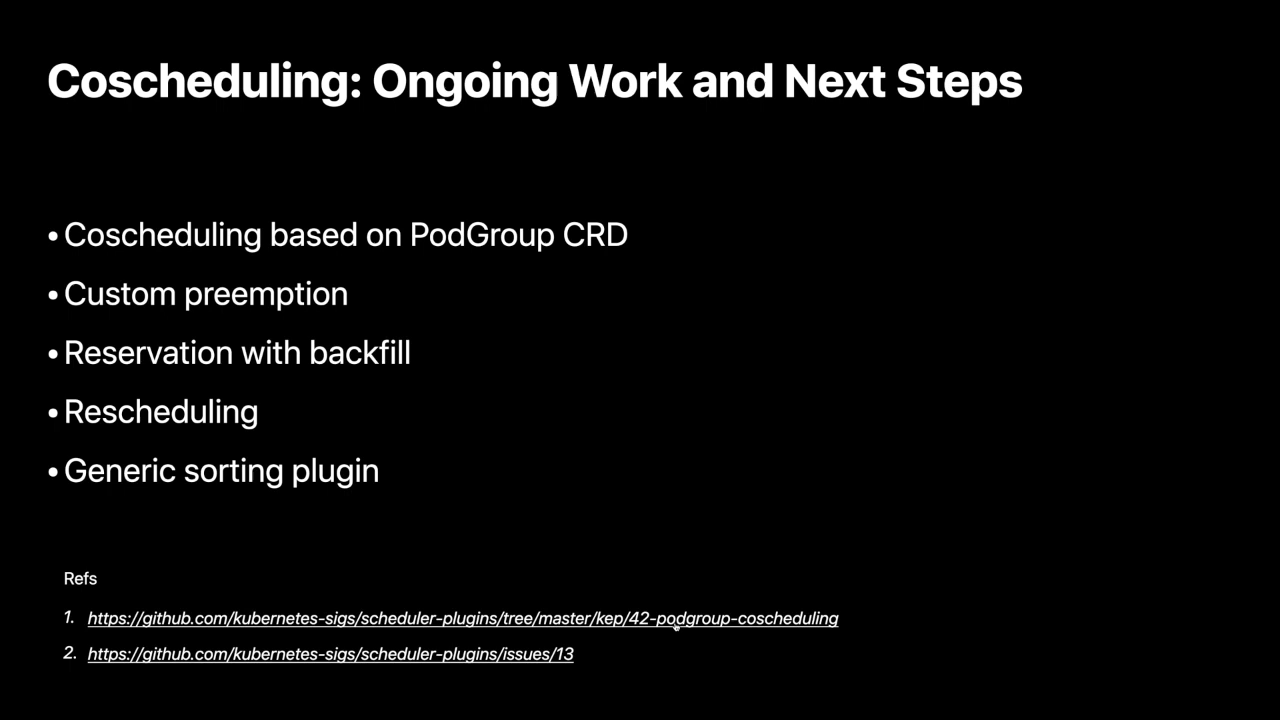 Coscheduling: Ongoing Work and Next Steps
• Coscheduling based on PodGroup CRD
• Custom preemption
• Reservation with backfill
• Rescheduling
• Generic sorting plugin
Refs
1. https://github.com/kubernetes-sigs/scheduler-plugins/tree/master/kep/42-podgroup-coscheduling
2. https://github.com/kubernetes-sigs/scheduler-plugins/issues/13